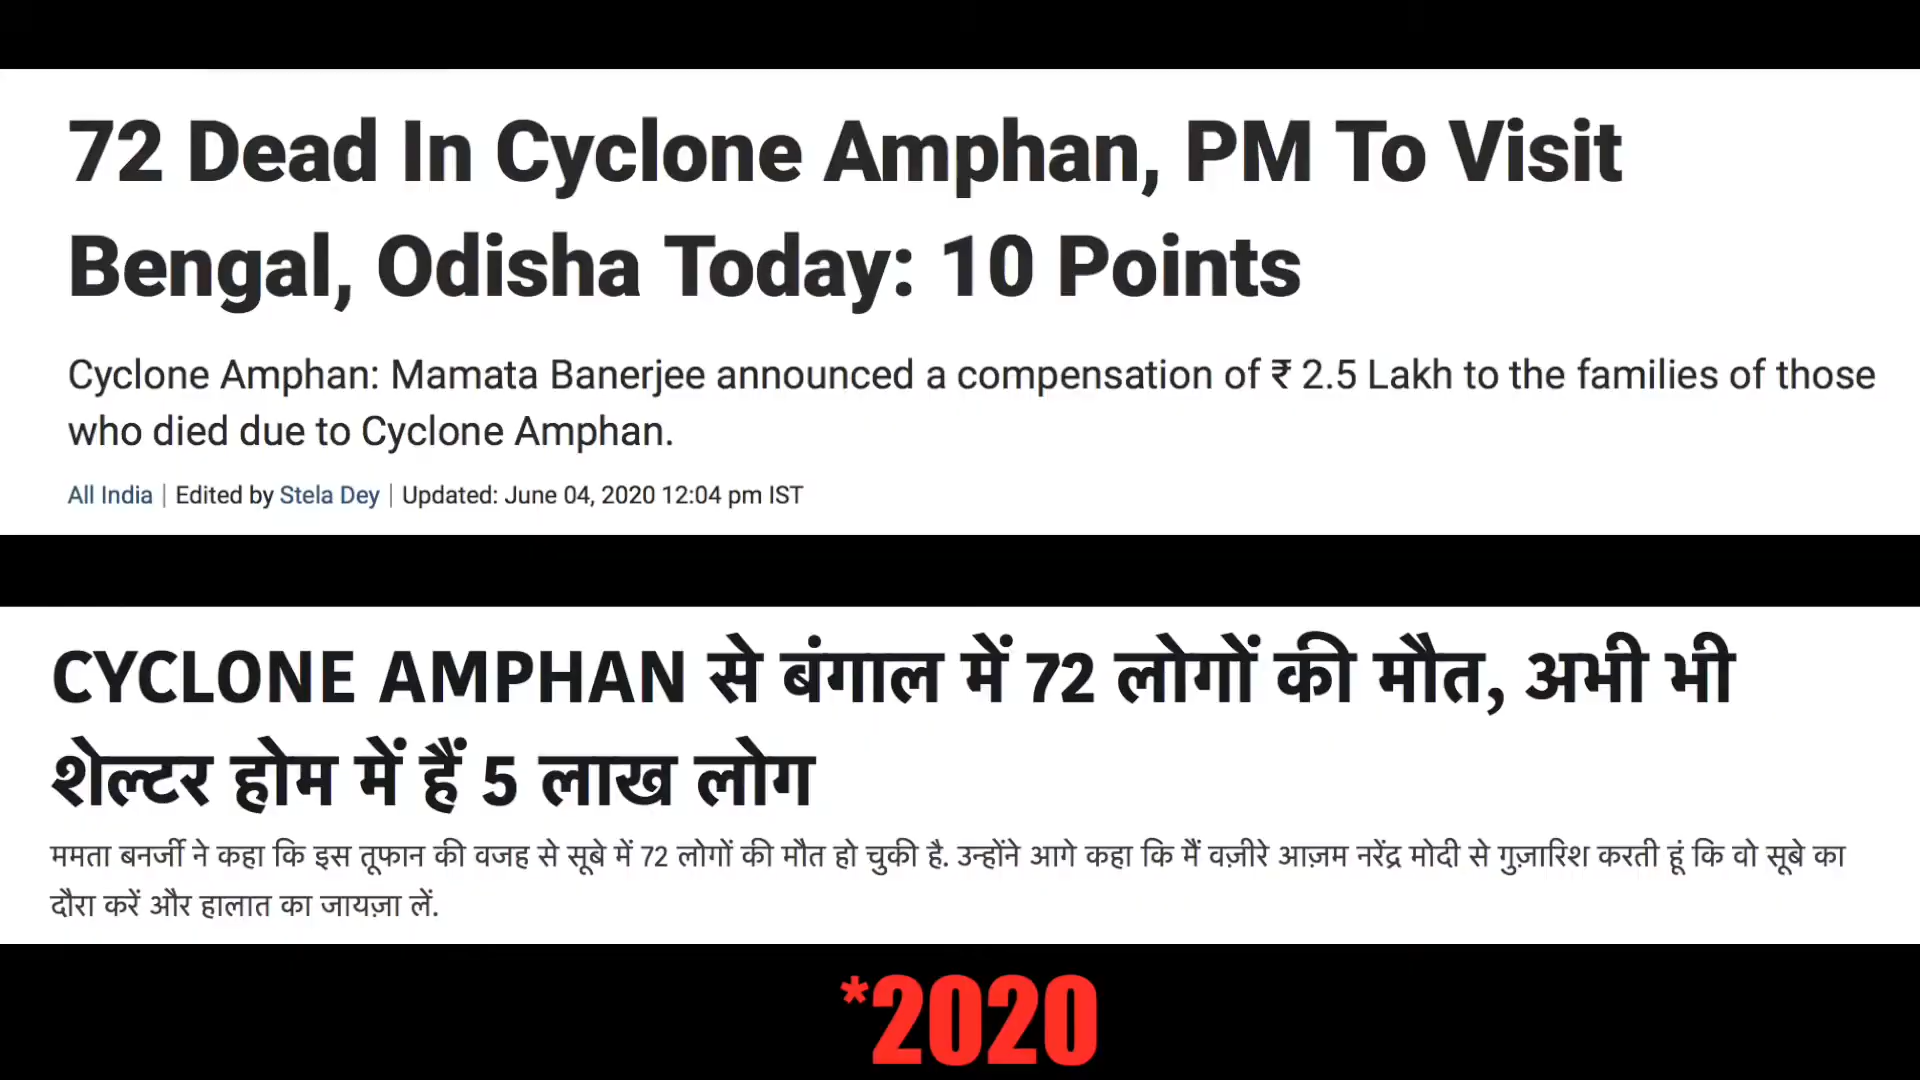 72 Dead In Cyclone Amphan, PM To Visit
Bengal, Odisha Today: 10 Points
Cyclone Amphan: Mamata Banerjee announced a compensation of ₹ 2.5 Lakh to the families of those
who died due to Cyclone Amphan.
All India | Edited by Stela Dey | Updated: June 04, 2020 12:04 pm IST
CYCLONE AMPHAN से बंगाल में 72 लोगों की मौत, अभी भी
शेल्टर होम में हैं 5 लाख लोग
ममता बनर्जी ने कहा कि इस तूफान की वजह से सूबे में 72 लोगों की मौत हो चुकी है. उन्होंने आगे कहा कि मैं वज़ीरे आज़म नरेंद्र मोदी से गुज़ारिश करती हूं कि वो सूबे का
दौरा करें और हालात का जायज़ा लें.
*2020